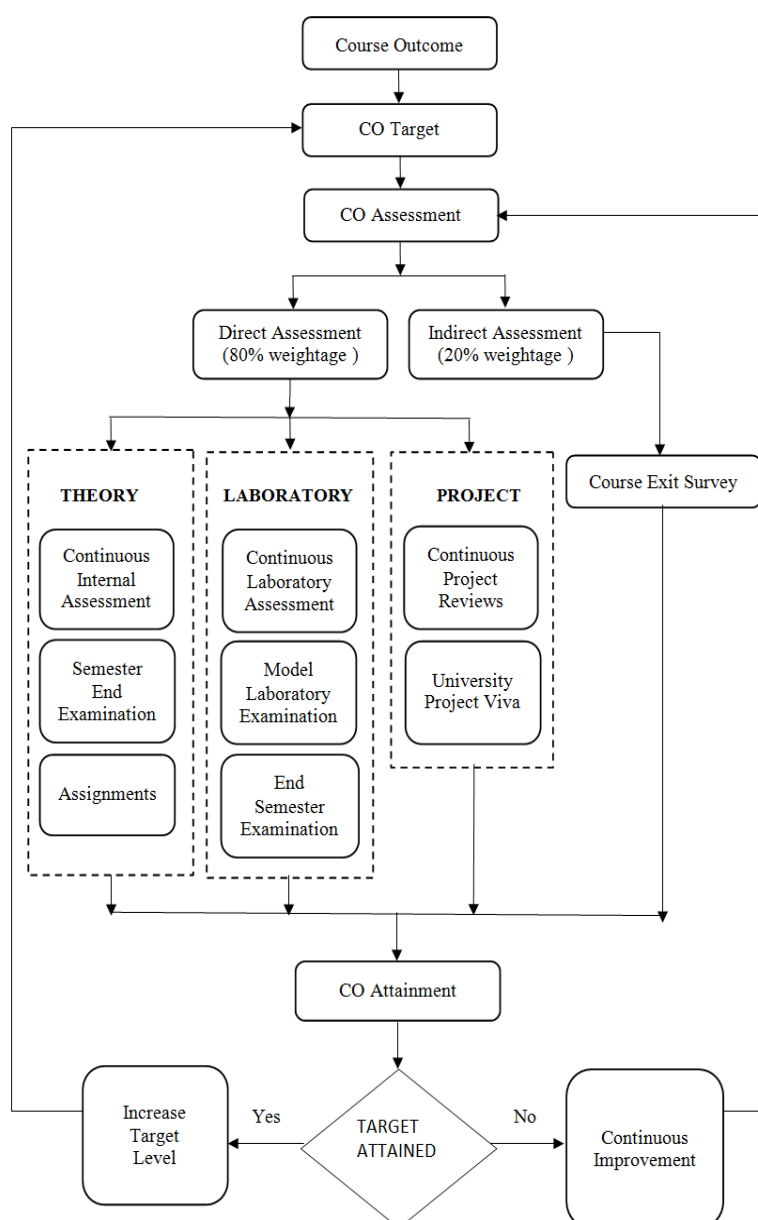 Course Outcome
CO Target
CO Assessment
Direct Assessment
(80% weightage )
Indirect Assessment
(20% weightage )
THEORY
Continuous
Internal
Assessment
Semester
End
Examination
Assignments
LABORATORY
Continuous
Laboratory
Assessment
Model
Laboratory
Examination
End
Semester
Examination
PROJECT
Continuous
Project
Reviews
University
Project Viva
Course Exit Survey
CO Attainment
Increase
Target
Level
Yes
TARGET
ATTAINED
No
Continuous
Improvement